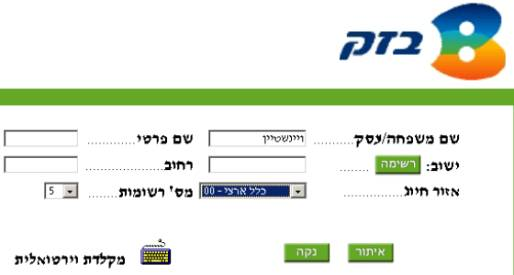 בזק
שם משפחה/עסק............ ויינשטיין שם פרטי............
ישוב: רשימה ...... רחוב............
אזור חיוג............ כלל ארצי - 00 מס' רשומות....... 5
איתור נקה מקלדת וירטואלית